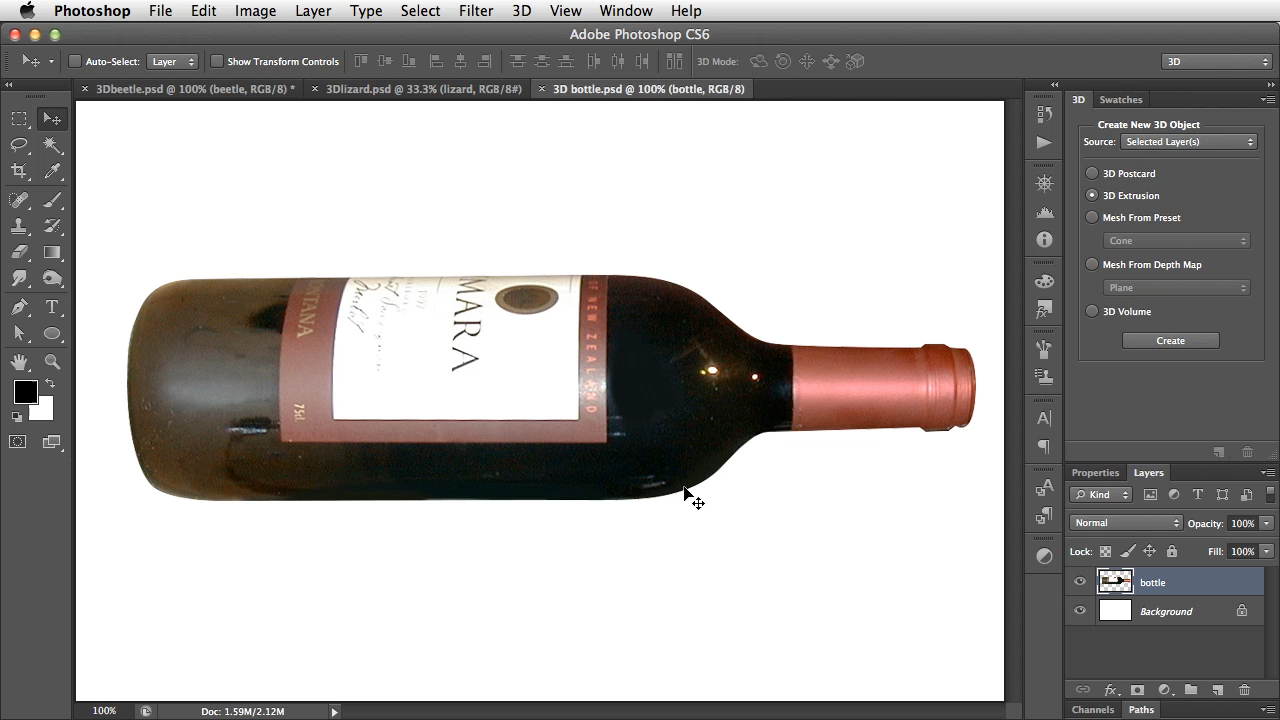 Photoshop File Edit Image Layer Type Select Filter 3D View Window Help
Adobe Photoshop CS6
Auto-Select: Layer Show Transform Controls 3D Mode: 3D
× 3Dbeetle.psd @ 100% (beetle, RGB/8) * × 3Dlizard.psd @ 33.3% (lizard, RGB/8#) × 3D bottle.psd @ 100% (bottle, RGB/8)
3D Swatches
Create New 3D Object
Source: Selected Layer(s)
3D Postcard
3D Extrusion
Mesh From Preset
Cone
Mesh From Depth Map
Plane
3D Volume
Create
MARA
OF NEW ZEALAND
75cl
Properties Layers
Kind
Normal Opacity: 100%
Lock: Fill: 100%
bottle
Background
100% Doc: 1.59M/2.12M
Channels Paths